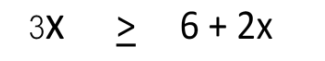 3x ≥ 6 + 2x